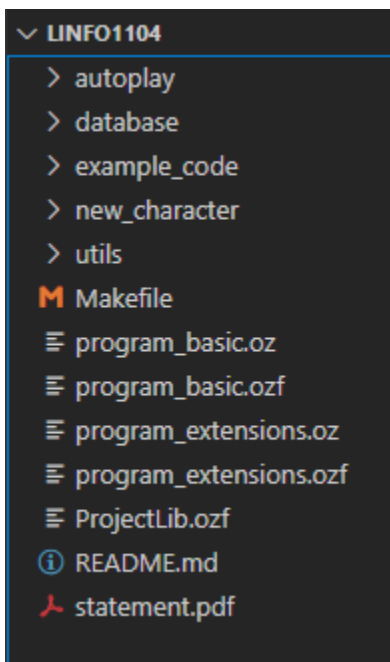 LINFO1104
autoplay
database
example_code
new_character
utils
Makefile
program_basic.oz
program_basic.ozf
program_extensions.oz
program_extensions.ozf
ProjectLib.ozf
README.md
statement.pdf